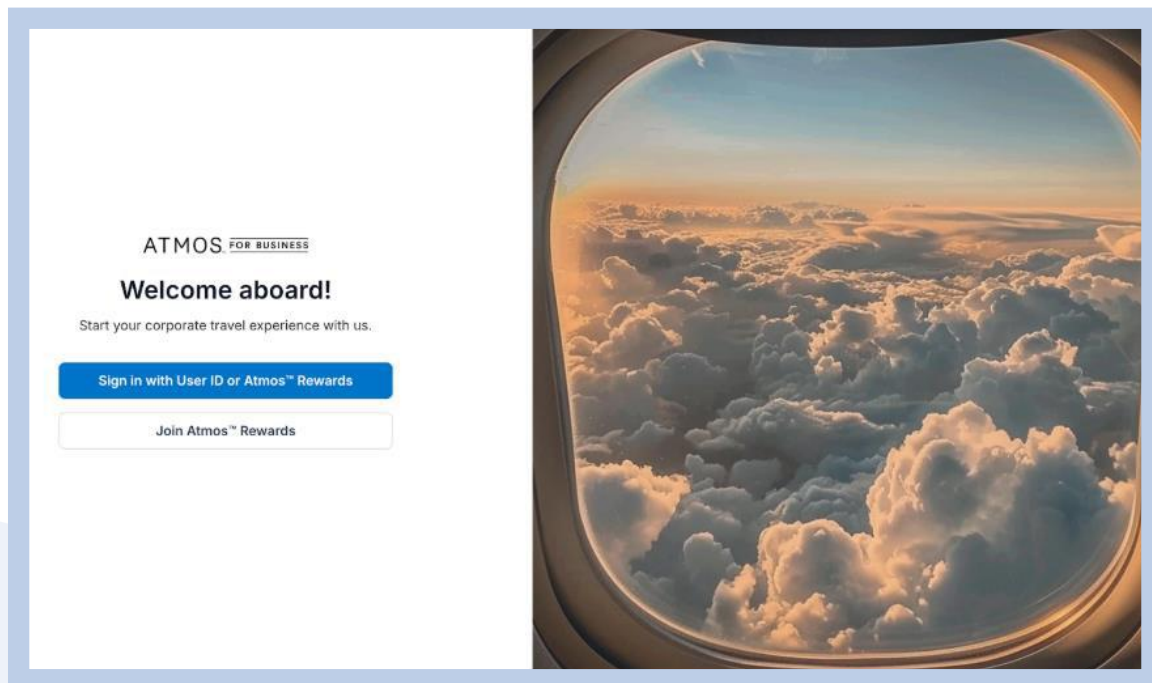 ATMOS FOR BUSINESS
Welcome aboard!
Start your corporate travel experience with us.
Sign in with User ID or Atmos™ Rewards
Join Atmos™ Rewards